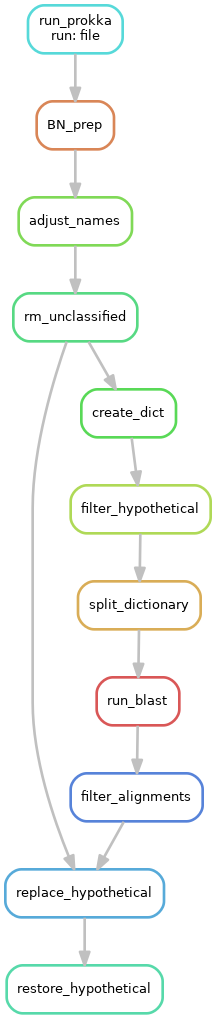 run_prokka
run: file
BN_prep
adjust_names
rm_unclassified
create_dict
filter_hypothetical
split_dictionary
run_blast
filter_alignments
replace_hypothetical
restore_hypothetical